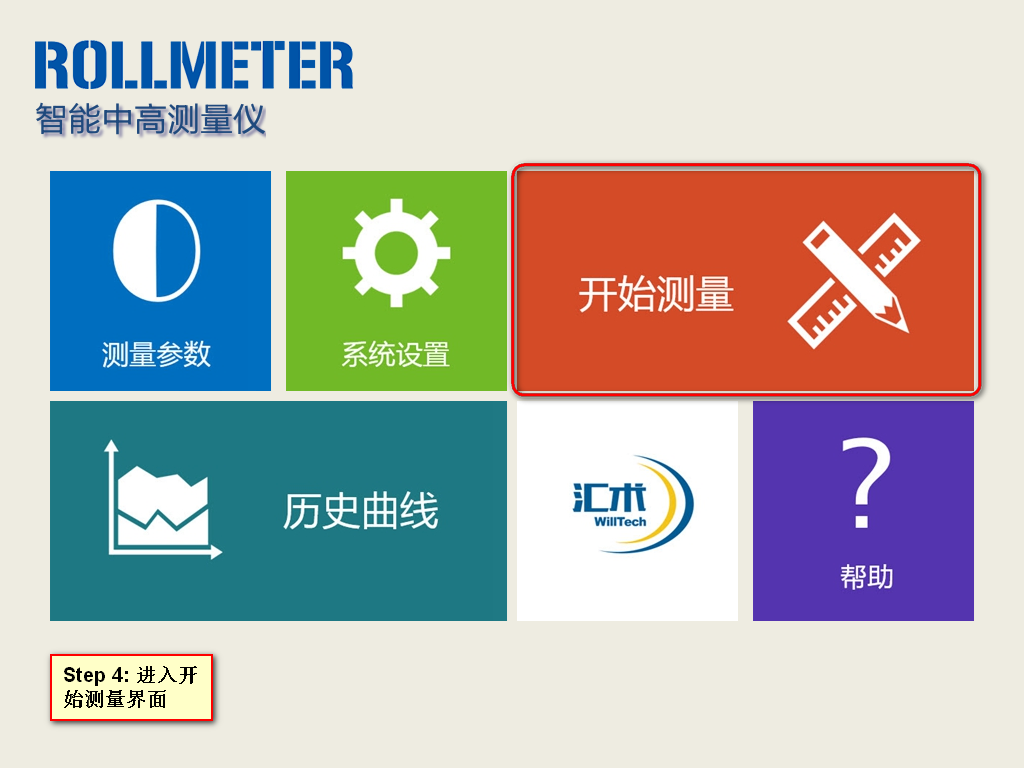 ROLLMETER
智能中高测量仪
测量参数
系统设置
开始测量
历史曲线
汇术
WillTech
?
帮助
Step 4: 进入开
始测量界面